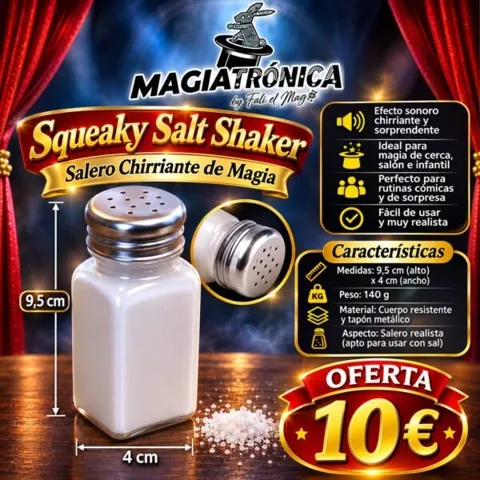 MAGIATRÓNICA
by Fali el Mago
Squeaky Salt Shaker
Salero Chirriante de Magia
Efecto sonoro
chirriante y
sorprendente
Ideal para
magia de cerca,
salón e infantil
Perfecto para
rutinas cómicas
y de sorpresa
Fácil de usar
y muy realista
Características
Medidas: 9,5 cm (alto)
x 4 cm (ancho)
KG
Peso: 140 g
Material: Cuerpo resistente
y tapón metálico
Aspecto: Salero realista
(apto para usar con sal)
9,5 cm
4 cm
OFERTA
10€